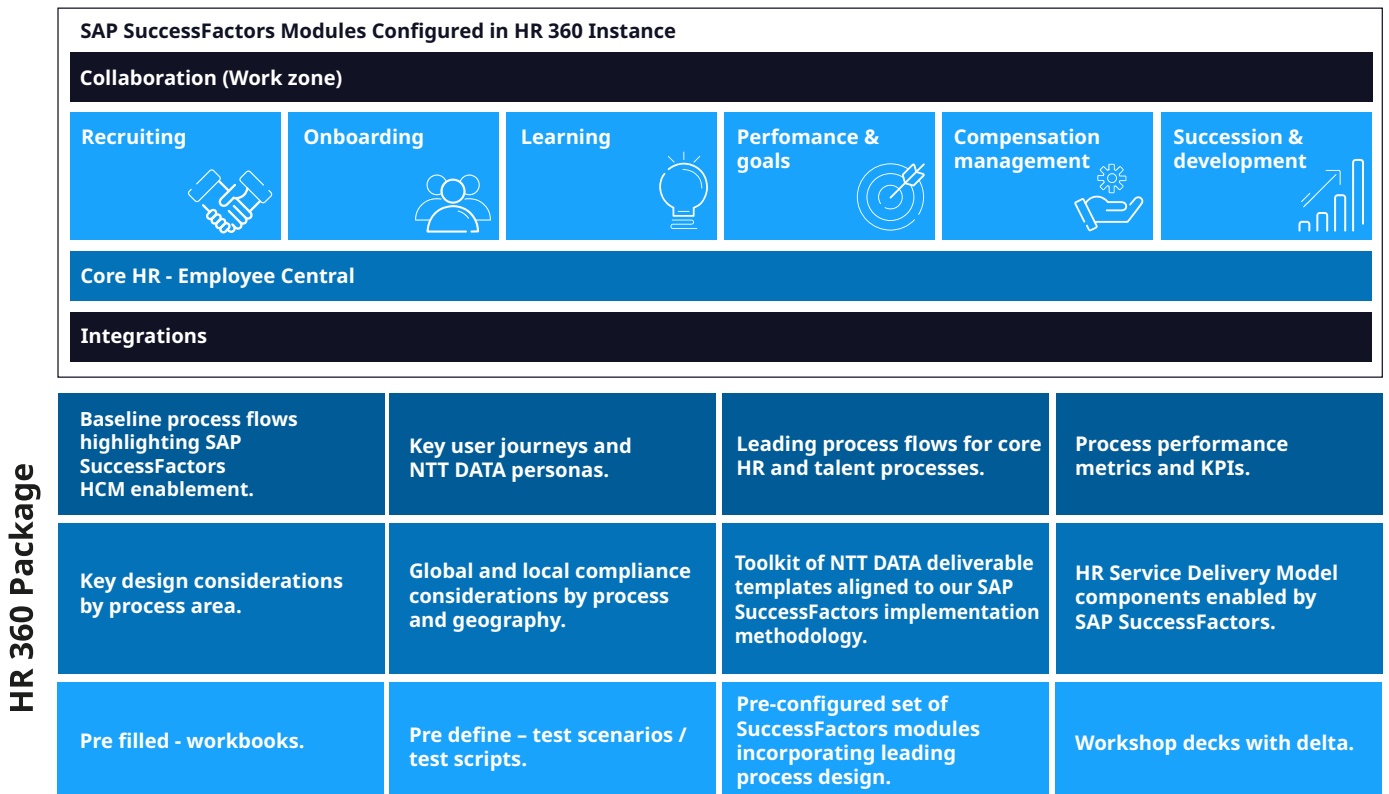 SAP SuccessFactors Modules Configured in HR 360 Instance
Collaboration (Work zone)
Recruiting
Onboarding
Learning
Perfomance &
goals
Compensation
management
Succession &
development
Core HR - Employee Central
Integrations
HR 360 Package
Baseline process flows
highlighting SAP
SuccessFactors
HCM enablement.
Key user journeys and
NTT DATA personas.
Leading process flows for core
HR and talent processes.
Process performance
metrics and KPIs.
Key design considerations
by process area.
Global and local compliance
considerations by process
and geography.
Toolkit of NTT DATA deliverable
templates aligned to our SAP
SuccessFactors implementation
methodology.
HR Service Delivery Model
components enabled by
SAP SuccessFactors.
Pre filled - workbooks.
Pre define – test scenarios /
test scripts.
Pre-configured set of
SuccessFactors modules
incorporating leading
process design.
Workshop decks with delta.